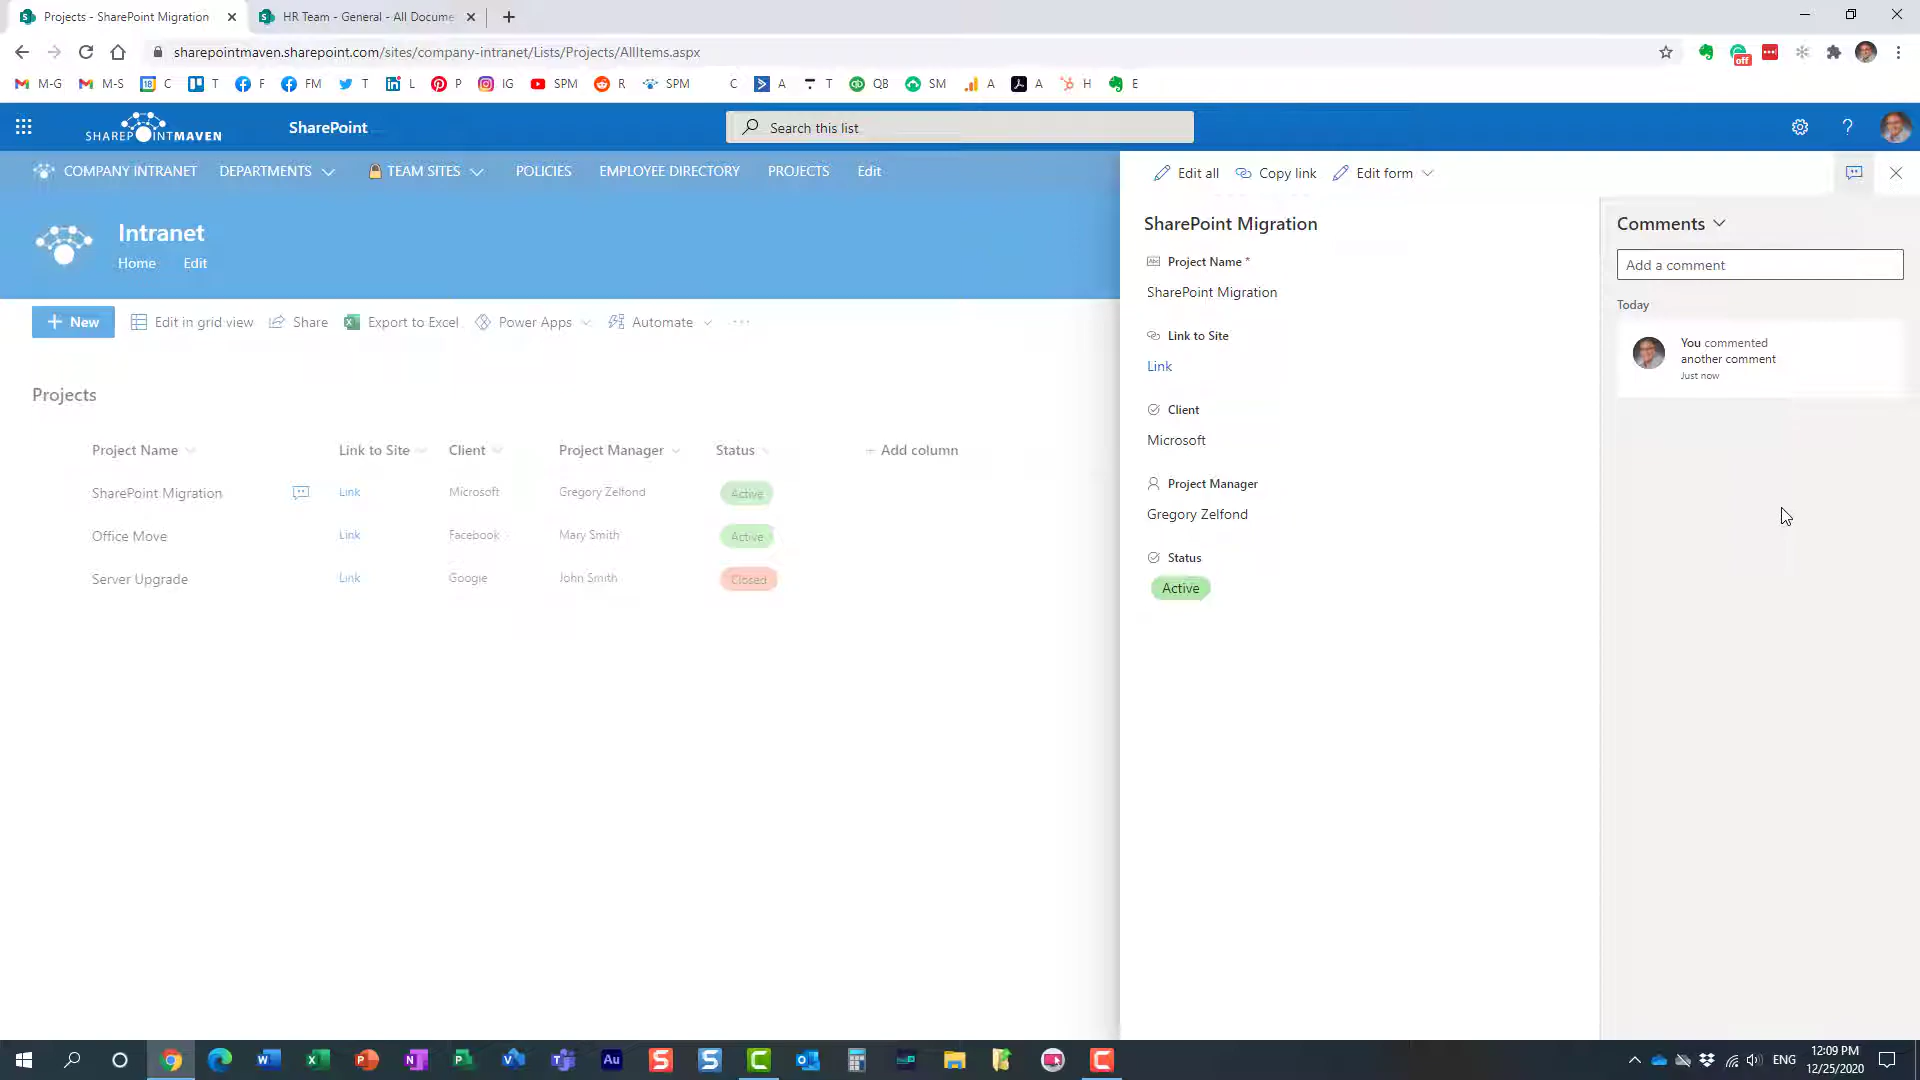 Projects - SharePoint Migration
HR Team - General - All Docume
sharepointmaven.sharepoint.com/sites/company-intranet/Lists/Projects/AllItems.aspx
off
M-G
M-S
18
C
T
F
FM
T
L
P
IG
SPM
R
SPM
C
A
T
QB
SM
A
A
H
E
SHAREPOINTMAVEN
SharePoint
Search this list
COMPANY INTRANET
DEPARTMENTS
TEAM SITES
POLICIES
EMPLOYEE DIRECTORY
PROJECTS
Edit
Intranet
Home
Edit
New
Edit in grid view
Share
Export to Excel
Power Apps
Automate
Projects
Project Name
Link to Site
Client
Project Manager
Status
Add column
SharePoint Migration
Link
Microsoft
Gregory Zelfond
Active
Office Move
Link
Facebook
Mary Smith
Active
Server Upgrade
Link
Google
John Smith
Closed
Edit all
Copy link
Edit form
SharePoint Migration
Project Name *
SharePoint Migration
Link to Site
Link
Client
Microsoft
Project Manager
Gregory Zelfond
Status
Active
Comments
Add a comment
Today
You commented
another comment
Just now
ENG
12:09 PM
12/25/2020